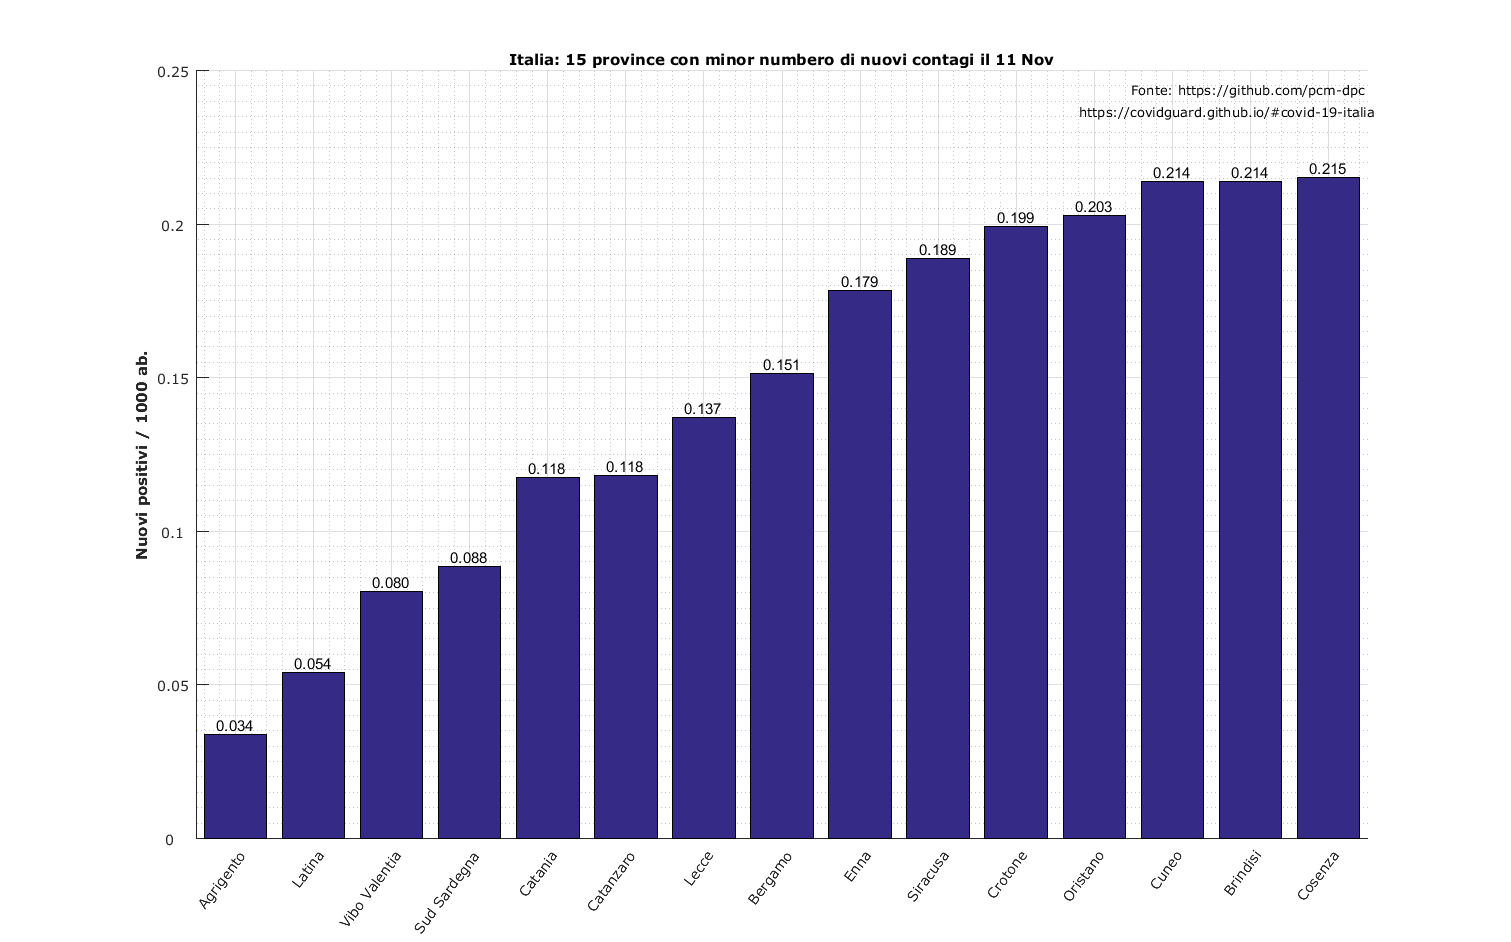 Italia: 15 province con minor numbero di nuovi contagi il 11 Nov
Fonte: https://github.com/pcm-dpc
https://covidguard.github.io/#covid-19-italia
Nuovi positivi / 1000 ab.
0.25
0.2
0.15
0.1
0.05
0
0.034
0.054
0.080
0.088
0.118
0.118
0.137
0.151
0.179
0.189
0.199
0.203
0.214
0.214
0.215
Agrigento
Latina
Vibo Valentia
Sud Sardegna
Catania
Catanzaro
Lecce
Bergamo
Enna
Siracusa
Crotone
Oristano
Cuneo
Brindisi
Cosenza